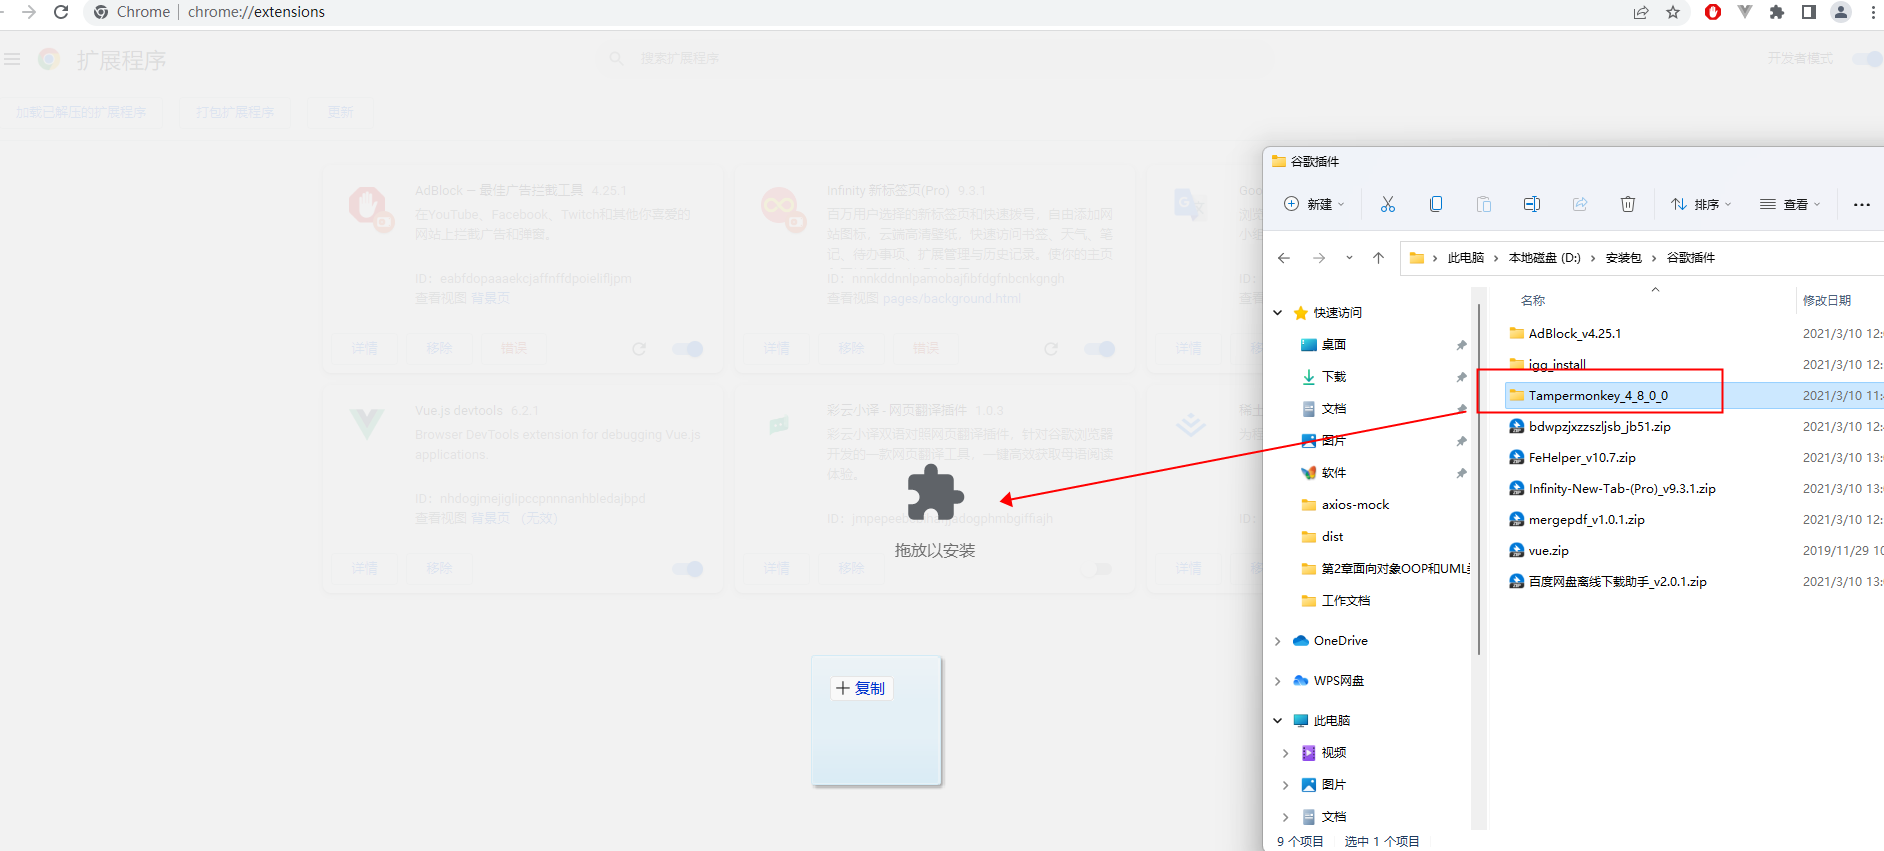 Chrome | chrome://extensions
扩展程序
搜索扩展程序
开发者模式
加载已解压的扩展程序
打包扩展程序
更新
AdBlock — 最佳广告拦截工具 4.25.1
在YouTube、Facebook、Twitch和其他你喜爱的
网站上拦截广告和弹窗。
ID：eabfdopaaaekcjaffnffdpoielifljpm
查看视图 背景页
详情
移除
错误
Infinity 新标签页(Pro) 9.3.1
百万用户选择的新标签页和快速拨号，自由添加网
站图标，云端高清壁纸，快速访问书签、天气、笔
记，待办事项，扩展管理与历史记录。使你的主页
ID：nnnkddnnlpamobajfibfdgfnbcnkgngh
查看视图 pages/background.html
详情
移除
错误
Goo
浏览
小组
ID：
查看
详情
移
Vue.js devtools 6.2.1
Browser DevTools extension for debugging Vue.js
applications.
ID：nhdogjmejiglipccpnnnanhbledajbpd
查看视图 背景页 （无效）
详情
移除
彩云小译 - 网页翻译插件 1.0.3
彩云小译双语对照网页翻译插件，针对谷歌浏览器
开发的一款网页翻译工具，一键高效获取母语阅读
体验。
详情
移除
稀土
为程
ID：
详情
移
拖放以安装
复制
谷歌插件
新建
排序
查看
此电脑 > 本地磁盘 (D:) > 安装包 > 谷歌插件
名称
修改日期
快速访问
桌面
下载
文档
图片
软件
axios-mock
dist
第2章面向对象OOP和UML
工作文档
OneDrive
WPS网盘
此电脑
视频
图片
文档
AdBlock_v4.25.1 2021/3/10 12:
igg_install 2021/3/10 12:
Tampermonkey_4_8_0_0 2021/3/10 11:
bdwpzjxzzszljsb_jb51.zip 2021/3/10 12:
FeHelper_v10.7.zip 2021/3/10 13:
Infinity-New-Tab-(Pro)_v9.3.1.zip 2021/3/10 13:
mergepdf_v1.0.1.zip 2021/3/10 12:
vue.zip 2019/11/29 10
百度网盘离线下载助手_v2.0.1.zip 2021/3/10 13:
9 个项目
选中 1 个项目